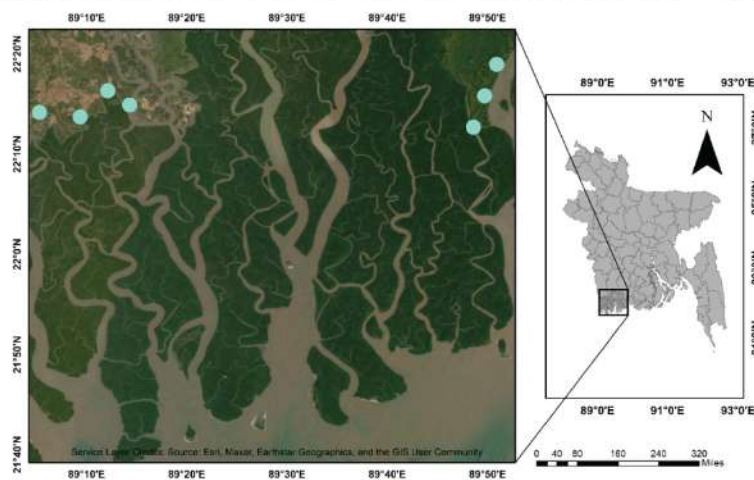 89°10'E 89°20'E 89°30'E 89°40'E 89°50'E
22°20'N
22°10'N
22°0'N
21°50'N
21°40'N
89°0'E 91°0'E 93°0'E
N
Service Layer Credits: Source: Esri, Maxar, Earthstar Geographics, and the GIS User Community
89°10'E 89°20'E 89°30'E 89°40'E 89°50'E
89°0'E 91°0'E 93°0'E
0 40 80 160 240 320
Miles